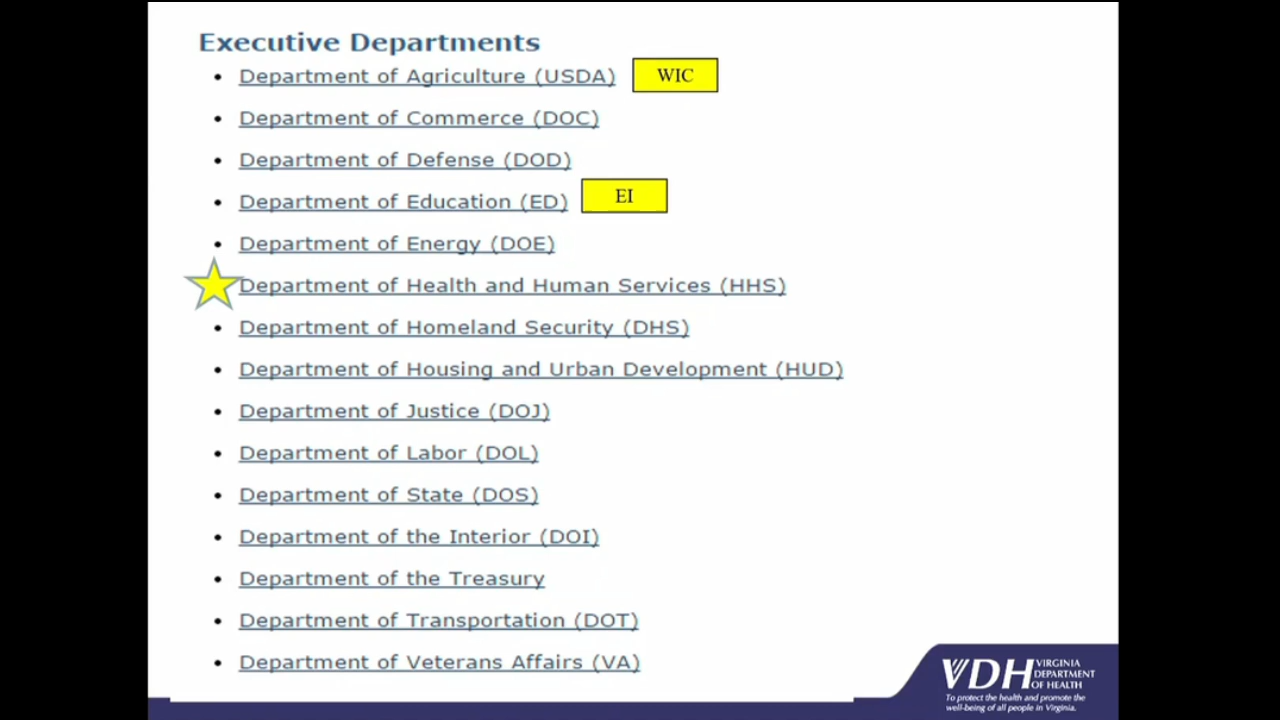 Executive Departments
• Department of Agriculture (USDA) WIC
• Department of Commerce (DOC)
• Department of Defense (DOD)
• Department of Education (ED) EI
• Department of Energy (DOE)
Department of Health and Human Services (HHS)
• Department of Homeland Security (DHS)
• Department of Housing and Urban Development (HUD)
• Department of Justice (DOJ)
• Department of Labor (DOL)
• Department of State (DOS)
• Department of the Interior (DOI)
• Department of the Treasury
• Department of Transportation (DOT)
• Department of Veterans Affairs (VA)
VDH VIRGINIA
DEPARTMENT
OF HEALTH
To protect the health and promote the
well-being of all people in Virginia.